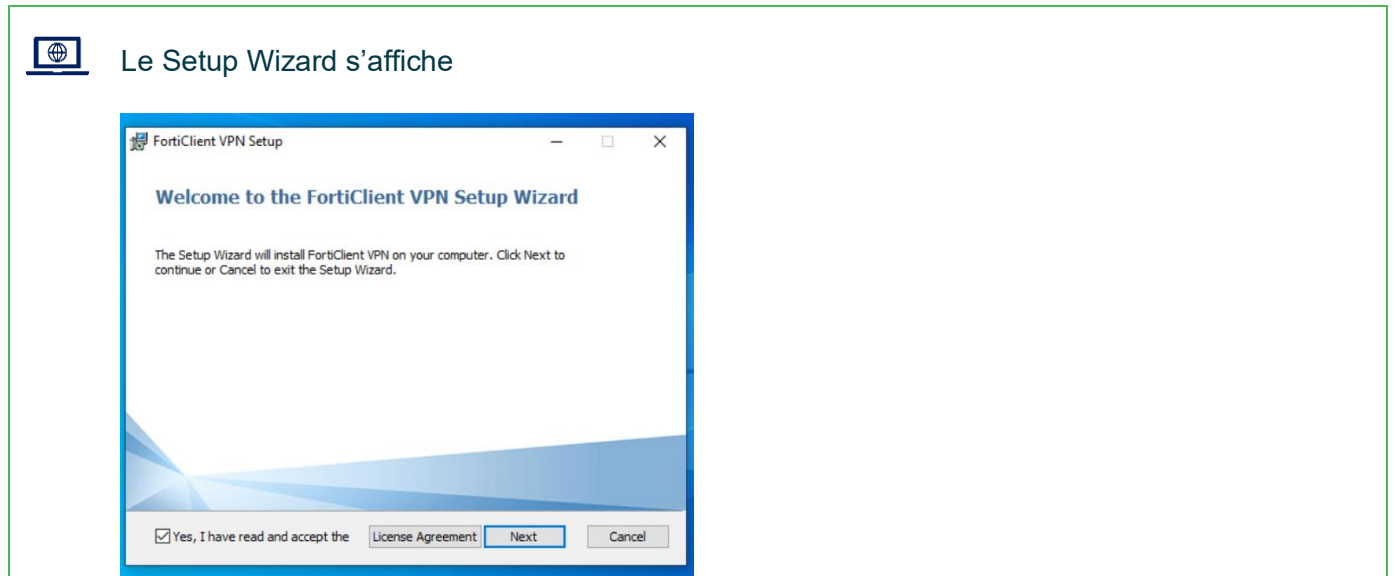 Le Setup Wizard s’affiche
FortiClient VPN Setup
Welcome to the FortiClient VPN Setup Wizard
The Setup Wizard will install FortiClient VPN on your computer. Click Next to
continue or Cancel to exit the Setup Wizard.
Yes, I have read and accept the License Agreement Next Cancel